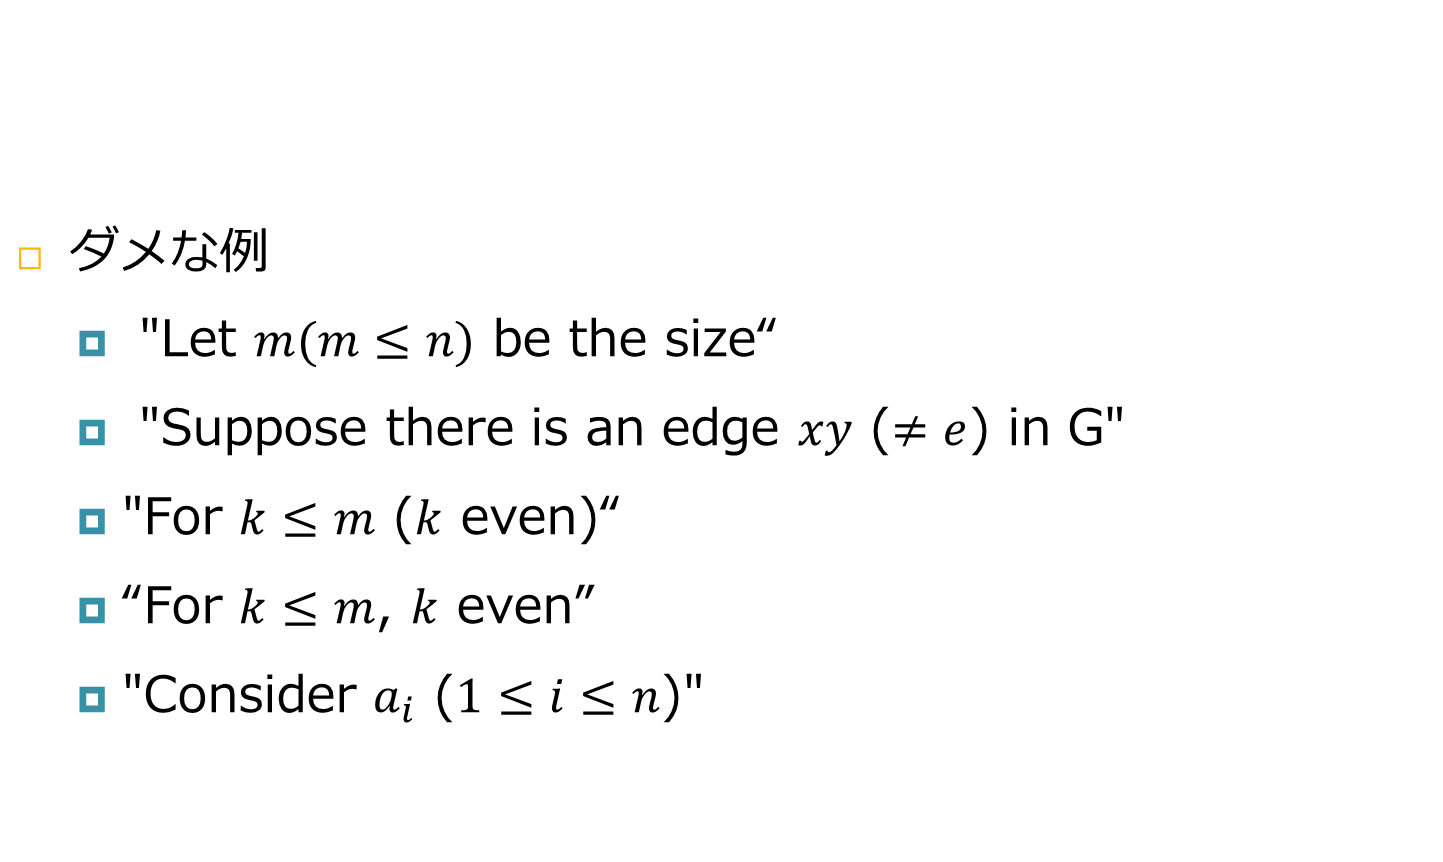 ダメな例
"Let m(m ≤ n) be the size“
"Suppose there is an edge xy (≠ e) in G"
"For k ≤ m (k even)“
“For k ≤ m, k even”
"Consider aᵢ (1 ≤ i ≤ n)"